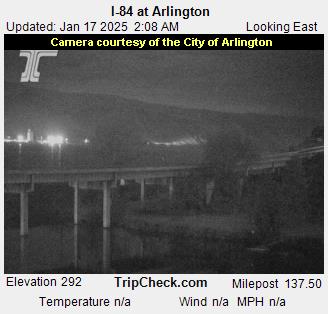 I-84 at Arlington
Updated: Jan 17 2025 2:08 AM Looking East
Camera courtesy of the City of Arlington
Elevation 292 TripCheck.com Milepost 137.50
Temperature n/a Wind n/a MPH n/a